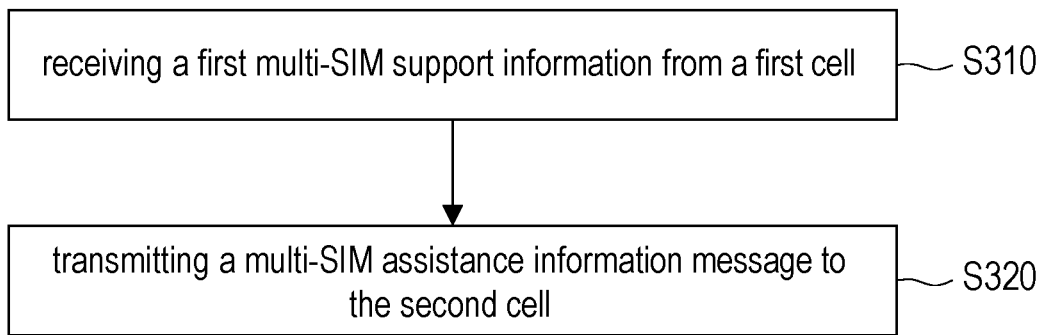 receiving a first multi-SIM support information from a first cell
S310
transmitting a multi-SIM assistance information message to
the second cell
S320